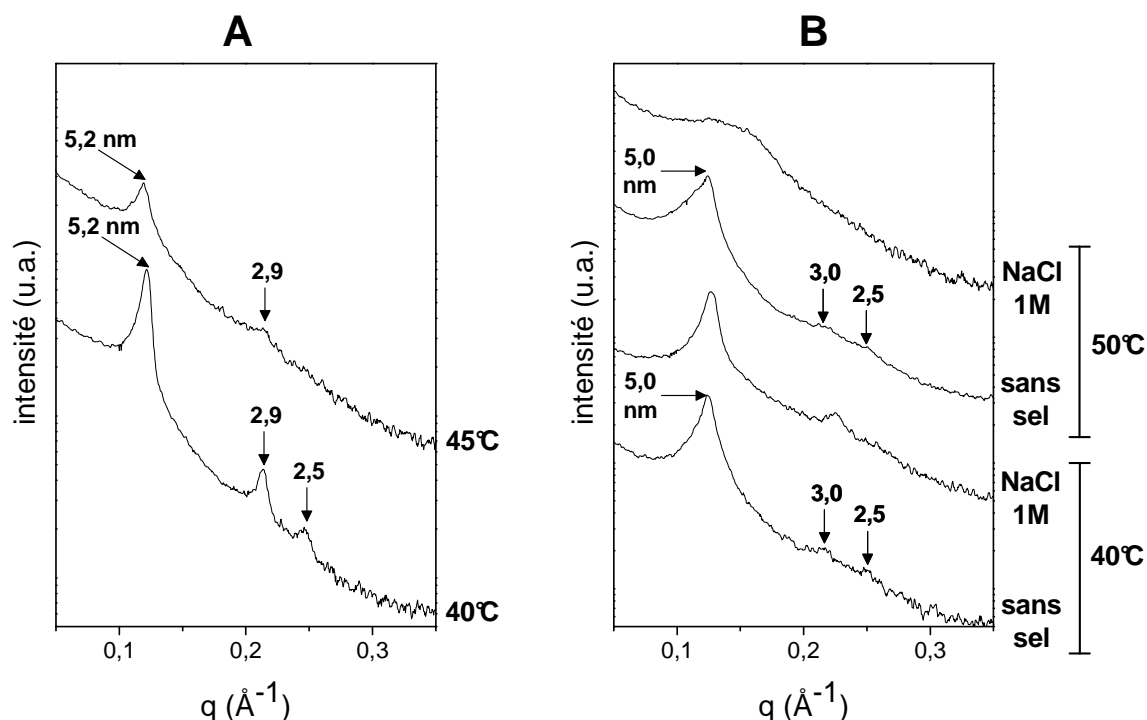 A
5,2 nm
5,2 nm
2,9
2,9
2,5
45°C
40°C
intensité (u.a.)
0,1
0,2
0,3
q (Å-1)
B
5,0
nm
3,0
2,5
5,0
nm
3,0
2,5
NaCl
1M
50°C
sans
sel
NaCl
1M
40°C
sans
sel
intensité (u.a.)
0,1
0,2
0,3
q (Å-1)